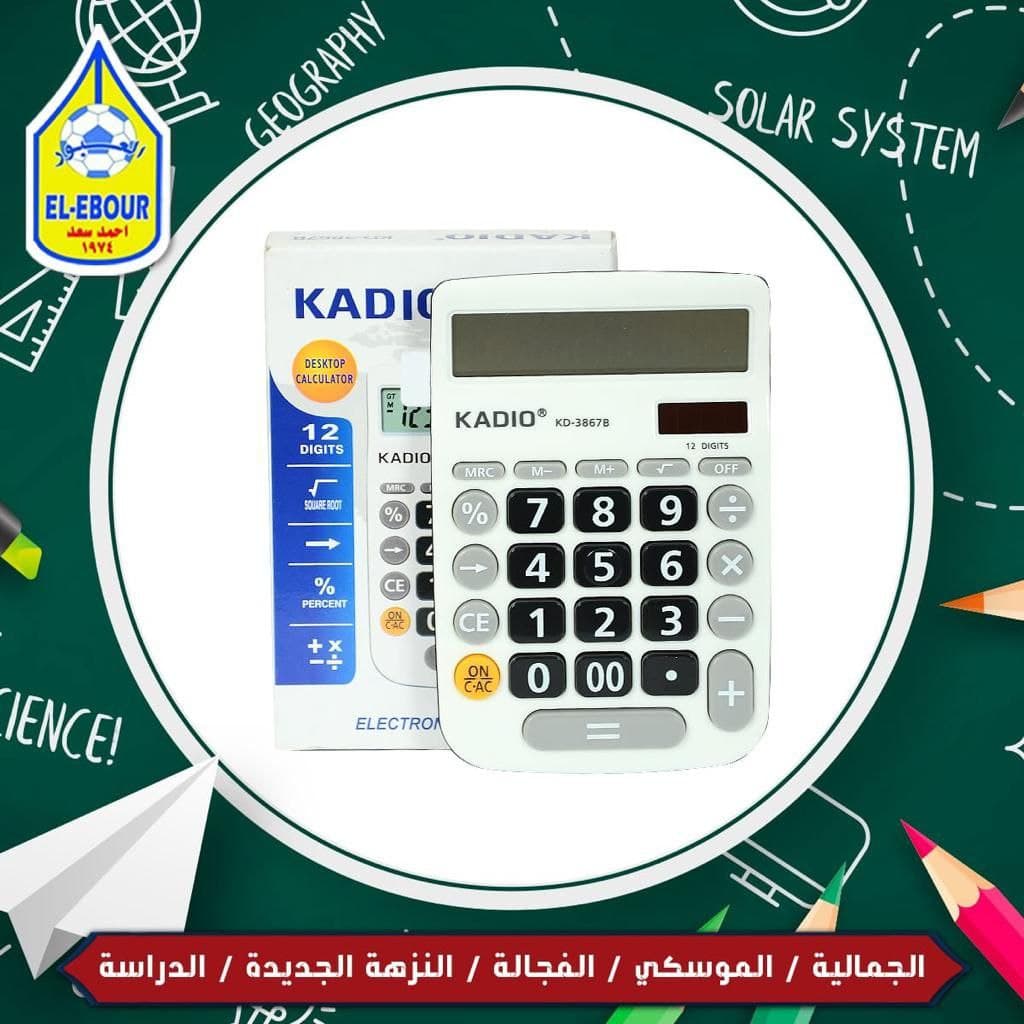 GEOGRAPHY
SOLAR SYSTEM
العبور
EL-EBOUR
احمد سعد
١٩٧٤
KADIO
DESKTOP
CALCULATOR
12
DIGITS
√
SQUARE ROOT
→
%
PERCENT
+ ×
− ÷
GT
M
KADIO
MRC
%
→
CE
ON
C·AC
ELECTRON
KADIO® KD-3867B
12 DIGITS
MRC M− M+ √ OFF
% 7 8 9 ÷
→ 4 5 6 ×
CE 1 2 3 −
ON
C·AC
0 00 • +
=
CIENCE!
الجمالية / الموسكي / الفجالة / النزهة الجديدة / الدراسة